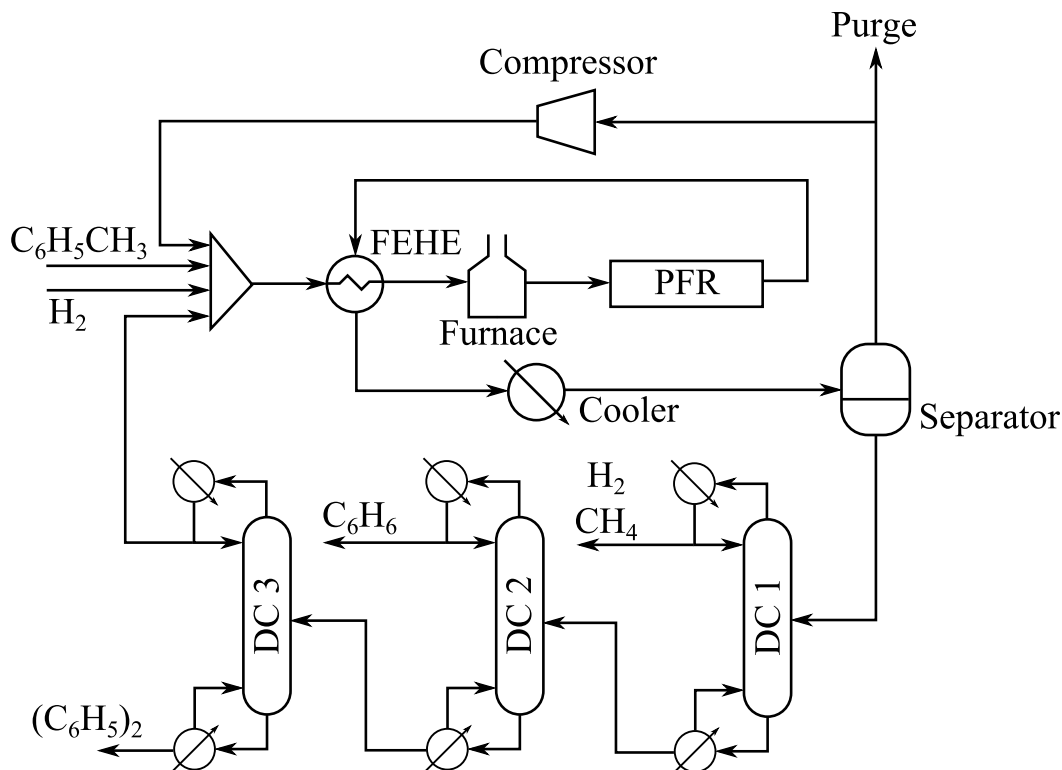 Purge
Compressor
C₆H₅CH₃
FEHE
PFR
H₂
Furnace
Cooler
Separator
H₂
C₆H₆
CH₄
DC 3
DC 2
DC 1
(C₆H₅)₂